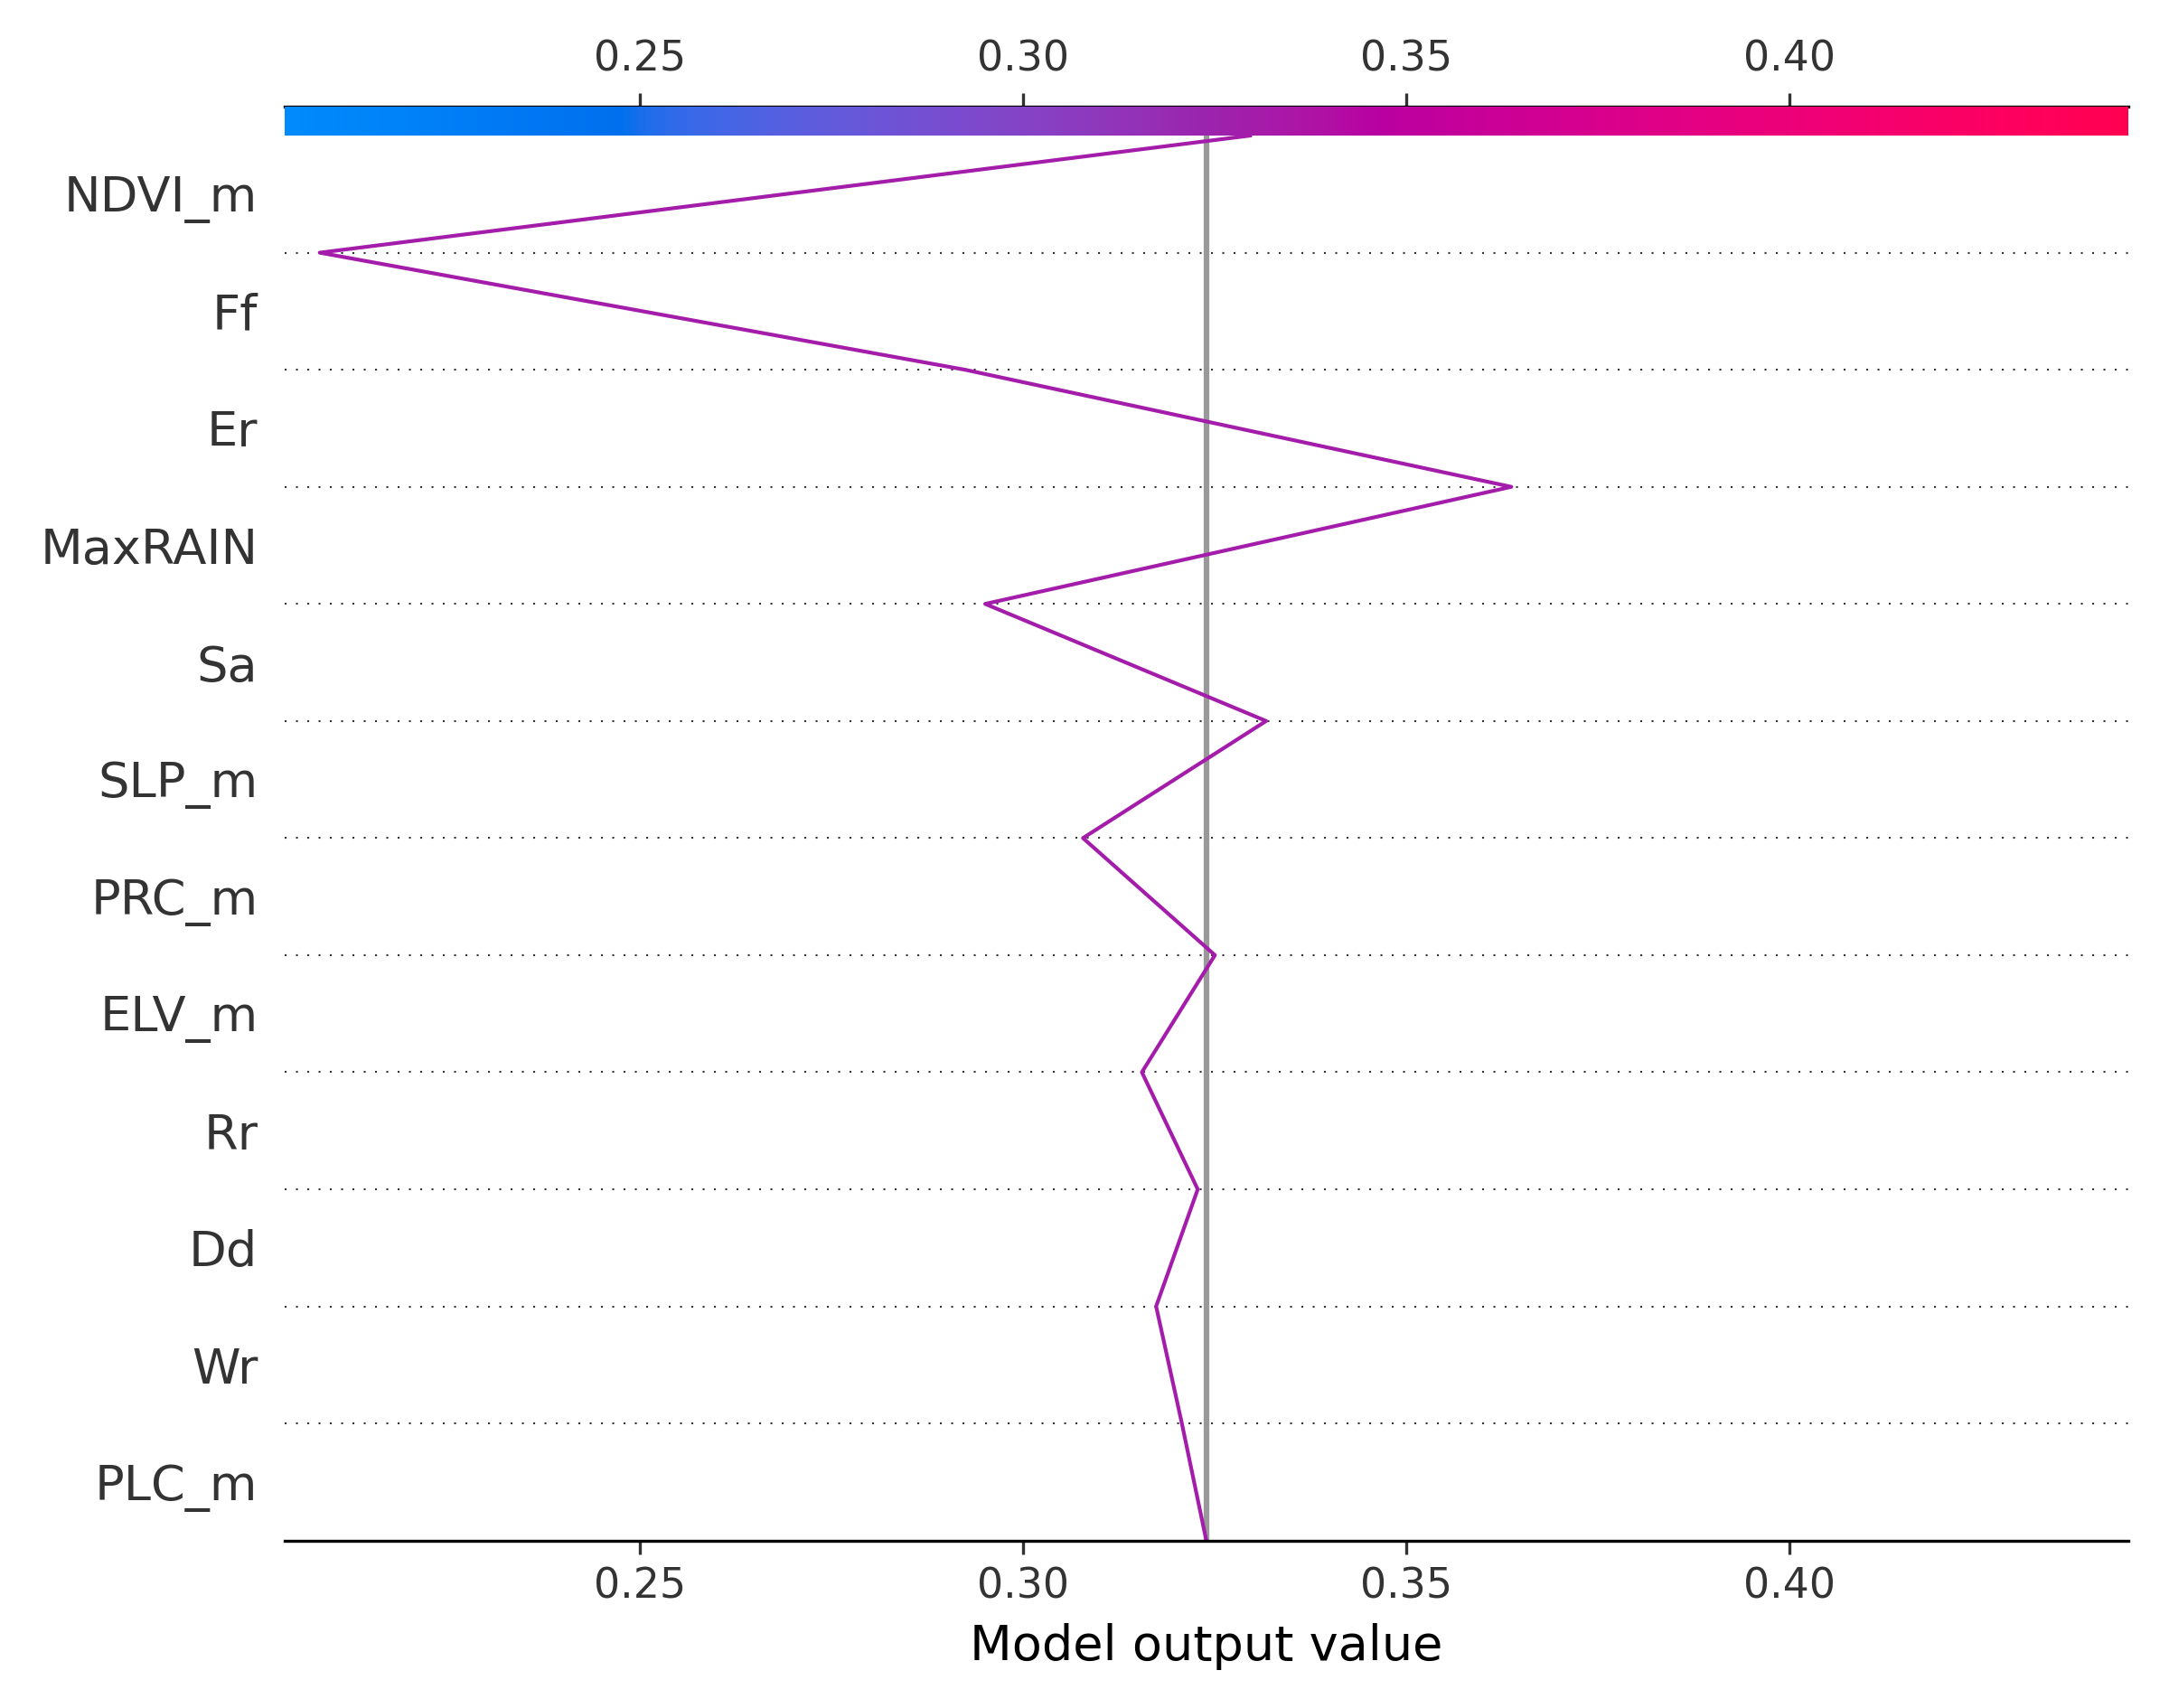 0.25 0.30 0.35 0.40
NDVI_m
Ff
Er
MaxRAIN
Sa
SLP_m
PRC_m
ELV_m
Rr
Dd
Wr
PLC_m
0.25 0.30 0.35 0.40
Model output value